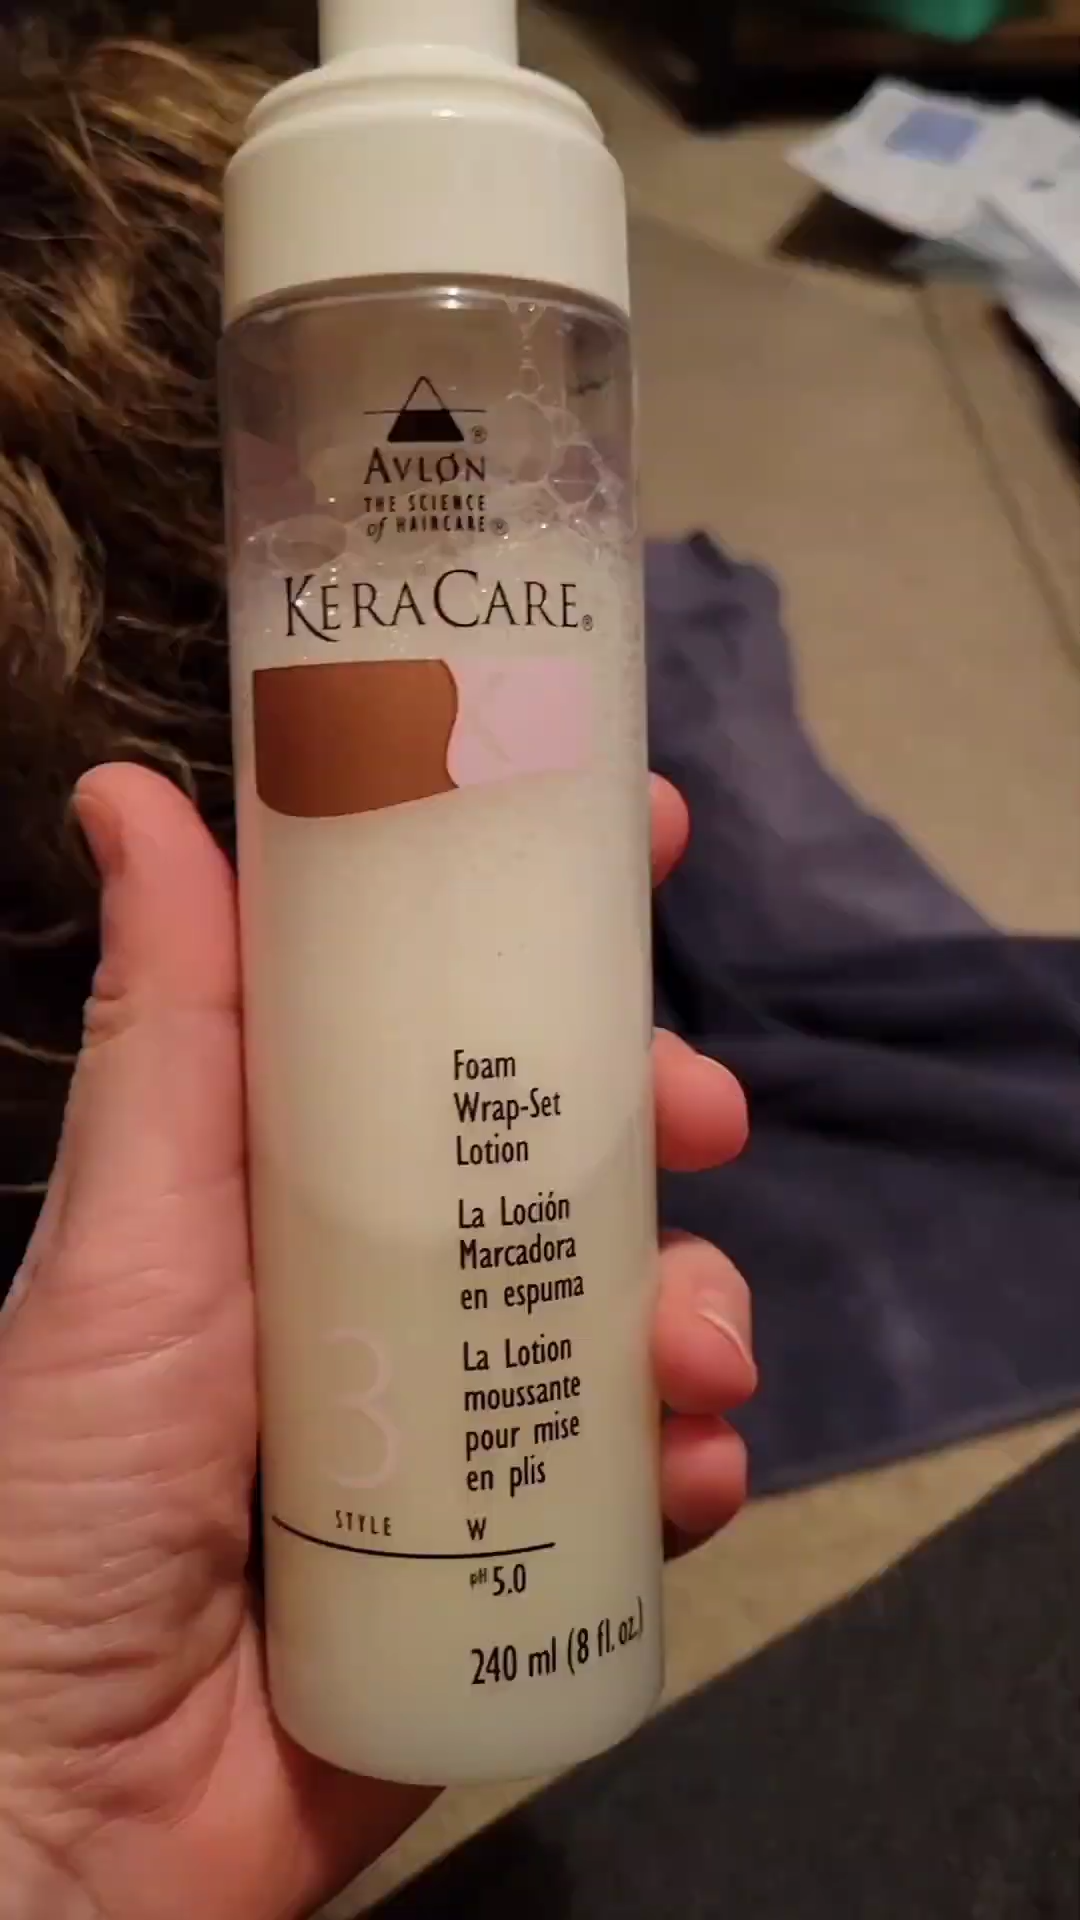 AVLØN®
THE SCIENCE
of HAIRCARE®
KERACARE®
Foam
Wrap-Set
Lotion
La Loción
Marcadora
en espuma
La Lotion
moussante
pour mise
en plis
3
STYLE W
pH 5.0
240 ml (8 fl. oz.)